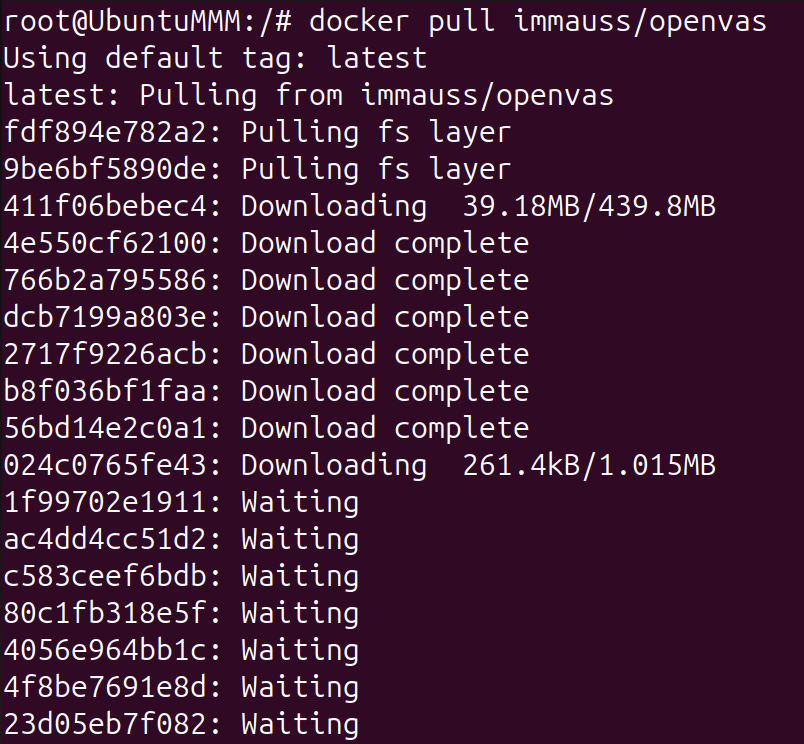 root@UbuntuMMM:/# docker pull immauss/openvas
Using default tag: latest
latest: Pulling from immauss/openvas
fdf894e782a2: Pulling fs layer
9be6bf5890de: Pulling fs layer
411f06bebec4: Downloading  39.18MB/439.8MB
4e550cf62100: Download complete
766b2a795586: Download complete
dcb7199a803e: Download complete
2717f9226acb: Download complete
b8f036bf1faa: Download complete
56bd14e2c0a1: Download complete
024c0765fe43: Downloading  261.4kB/1.015MB
1f99702e1911: Waiting
ac4dd4cc51d2: Waiting
c583ceef6bdb: Waiting
80c1fb318e5f: Waiting
4056e964bb1c: Waiting
4f8be7691e8d: Waiting
23d05eb7f082: Waiting